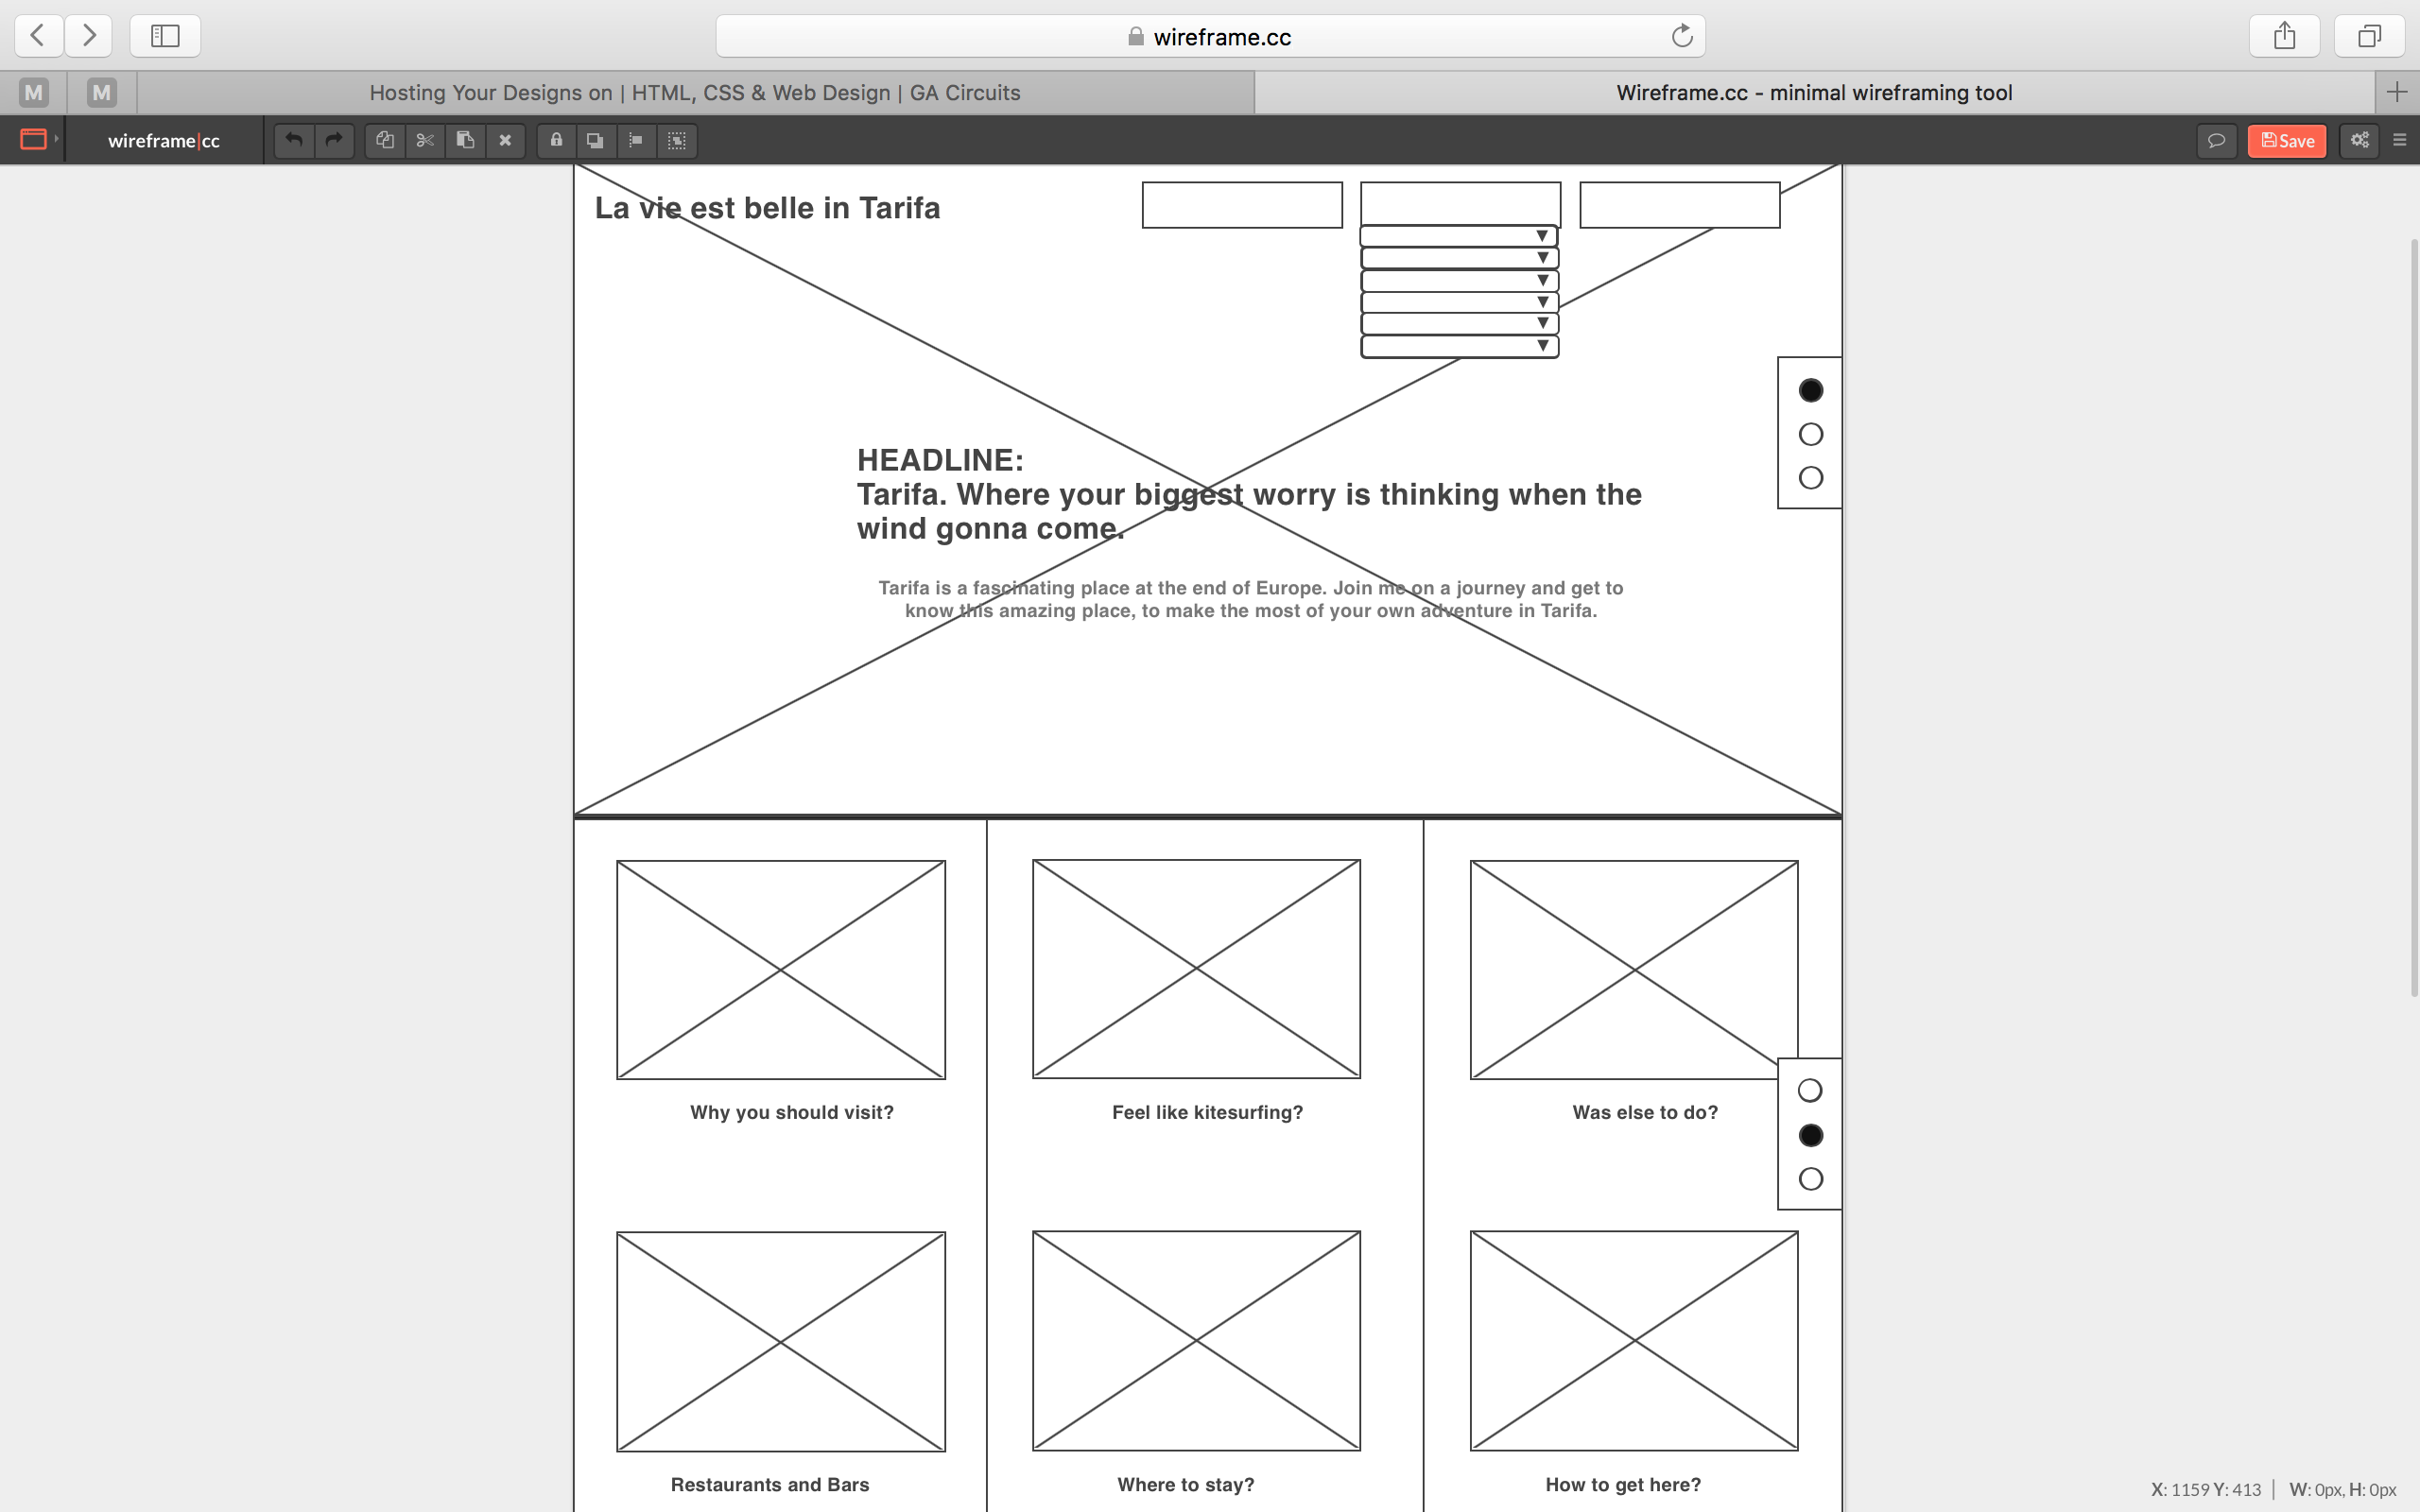 wireframe.cc
M
M
Hosting Your Designs on | HTML, CSS & Web Design | GA Circuits
Wireframe.cc - minimal wireframing tool
wireframe|cc
Save
La vie est belle in Tarifa
HEADLINE:
Tarifa. Where your biggest worry is thinking when the
wind gonna come.
Tarifa is a fascinating place at the end of Europe. Join me on a journey and get to
know this amazing place, to make the most of your own adventure in Tarifa.
Why you should visit?
Feel like kitesurfing?
Was else to do?
Restaurants and Bars
Where to stay?
How to get here?
X: 1159 Y: 413 | W: 0px, H: 0px